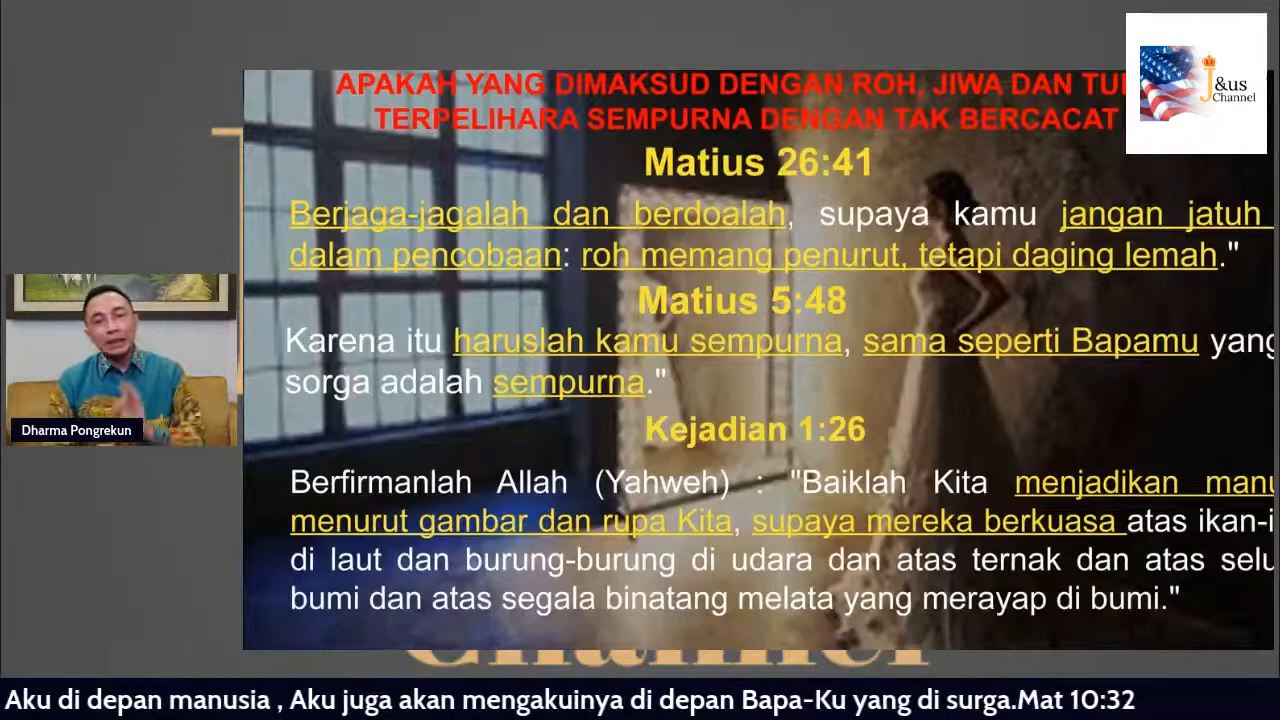 J&us
Channel
APAKAH YANG DIMAKSUD DENGAN ROH, JIWA DAN TU
TERPELIHARA SEMPURNA DENGAN TAK BERCACAT
Matius 26:41
Berjaga-jagalah dan berdoalah, supaya kamu jangan jatuh
dalam pencobaan: roh memang penurut, tetapi daging lemah."
Matius 5:48
Karena itu haruslah kamu sempurna, sama seperti Bapamu yang
sorga adalah sempurna."
Kejadian 1:26
Berfirmanlah Allah (Yahweh) : "Baiklah Kita menjadikan manu
menurut gambar dan rupa Kita, supaya mereka berkuasa atas ikan-i
di laut dan burung-burung di udara dan atas ternak dan atas selu
bumi dan atas segala binatang melata yang merayap di bumi."
Dharma Pongrekun
Channel
Aku di depan manusia , Aku juga akan mengakuinya di depan Bapa-Ku yang di surga.Mat 10:32